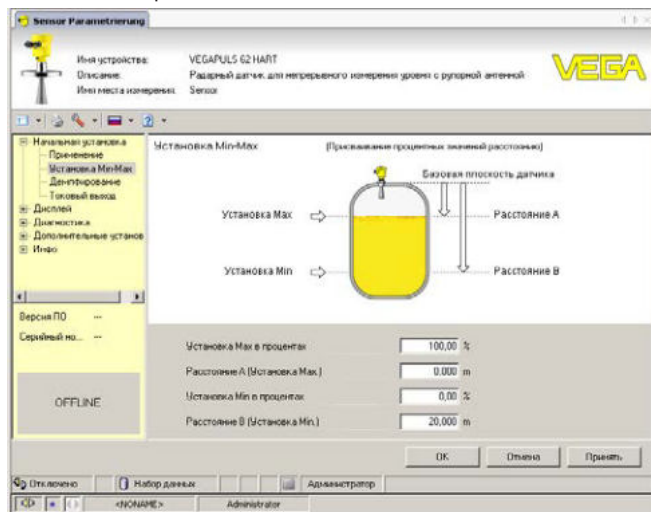 Sensor Parametrierung
Имя устройства: VEGAPULS 62 HART
Описание: Радарный датчик для непрерывного измерения уровня с рупорной антенной
Имя места измерения: Sensor
VEGA
Начальная установка
Применение
Установка Min-Max
Демпфирование
Токовый выход
Дисплей
Диагностика
Дополнительные установ
Инфо
Версия ПО ---
Серийный но... ---
OFFLINE
Установка Min-Max (Присваивание процентных значений расстоянию)
Базовая плоскость датчика
Установка Max
Расстояние A
Установка Min
Расстояние B
Установка Max в процентах 100,00 %
Расстояние A (Установка Max.) 0.000 m
Установка Min в процентах 0,00 %
Расстояние B (Установка Min.) 20,000 m
OK Отмена Принять
Отключено Набор данных Администратор
<NONAME> Administrator